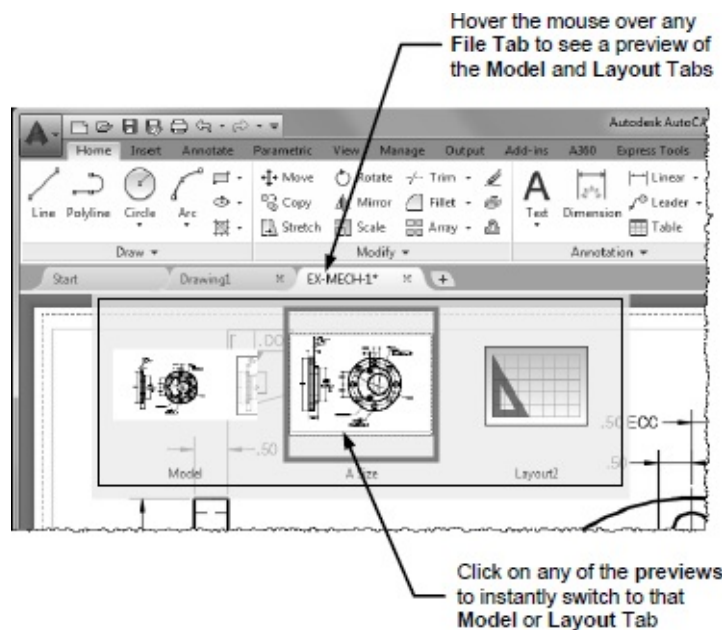 Hover the mouse over any
File Tab to see a preview of
the Model and Layout Tabs
Autodesk AutoCA
Home Insert Annotate Parametric View Manage Output Add-ins A360 Express Tools
Move Rotate Trim Linear
Line Polyline Circle Arc Copy Mirror Fillet Text Dimension Leader
Stretch Scale Array Table
Draw Modify Annotation
Start Drawing1 EX-MECH-1*
.50 ECC
.50
.50
Model A Size Layout2
Click on any of the previews
to instantly switch to that
Model or Layout Tab